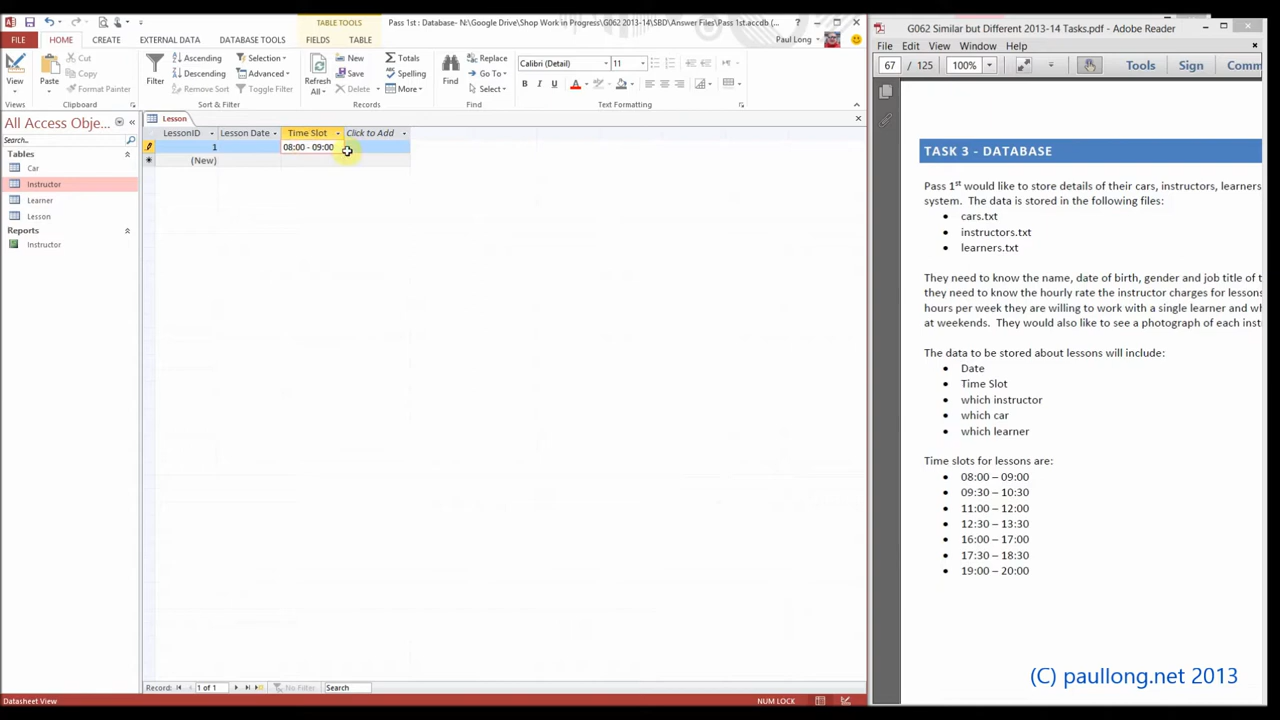 TABLE TOOLS
Pass 1st : Database- N:\Google Drive\Shop Work in Progress\G062 2013-14\SBD\Answer Files\Pass 1st.accdb (...
FILE HOME CREATE EXTERNAL DATA DATABASE TOOLS FIELDS TABLE Paul Long
View
Views
Paste
Cut
Copy
Format Painter
Clipboard
Filter
Ascending
Descending
Remove Sort
Selection
Advanced
Toggle Filter
Sort & Filter
Refresh
All
New
Save
Delete
Totals
Spelling
More
Records
Find
Replace
Go To
Select
Find
Calibri (Detail) 11
B I U A
Text Formatting
All Access Obje...
Search...
Tables
Car
Instructor
Learner
Lesson
Reports
Instructor
Lesson
LessonID Lesson Date Time Slot Click to Add
1 08:00 - 09:00
(New)
Record: 1 of 1 No Filter Search
Datasheet View NUM LOCK
G062 Similar but Different 2013-14 Tasks.pdf - Adobe Reader
File Edit View Window Help
67 / 125 100% Tools Sign Comm
TASK 3 - DATABASE
Pass 1st would like to store details of their cars, instructors, learners
system. The data is stored in the following files:
• cars.txt
• instructors.txt
• learners.txt
They need to know the name, date of birth, gender and job title of t
they need to know the hourly rate the instructor charges for lessons
hours per week they are willing to work with a single learner and wh
at weekends. They would also like to see a photograph of each inst
The data to be stored about lessons will include:
• Date
• Time Slot
• which instructor
• which car
• which learner
Time slots for lessons are:
• 08:00 – 09:00
• 09:30 – 10:30
• 11:00 – 12:00
• 12:30 – 13:30
• 16:00 – 17:00
• 17:30 – 18:30
• 19:00 – 20:00
(C) paullong.net 2013